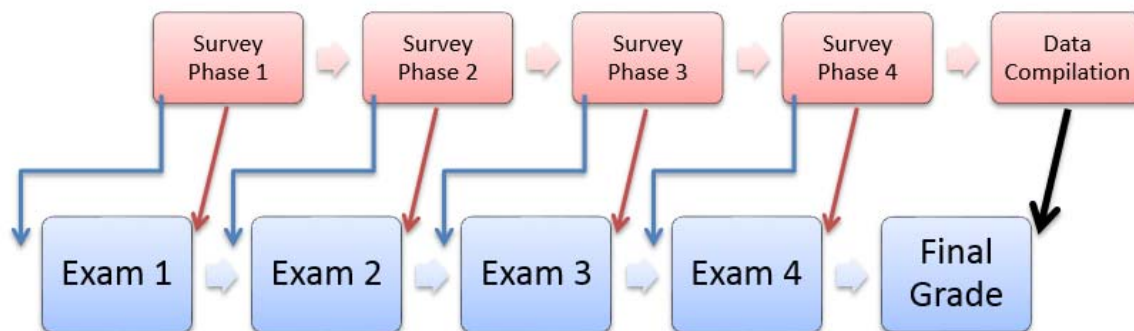 Survey
Phase 1
Survey
Phase 2
Survey
Phase 3
Survey
Phase 4
Data
Compilation
Exam 1
Exam 2
Exam 3
Exam 4
Final
Grade